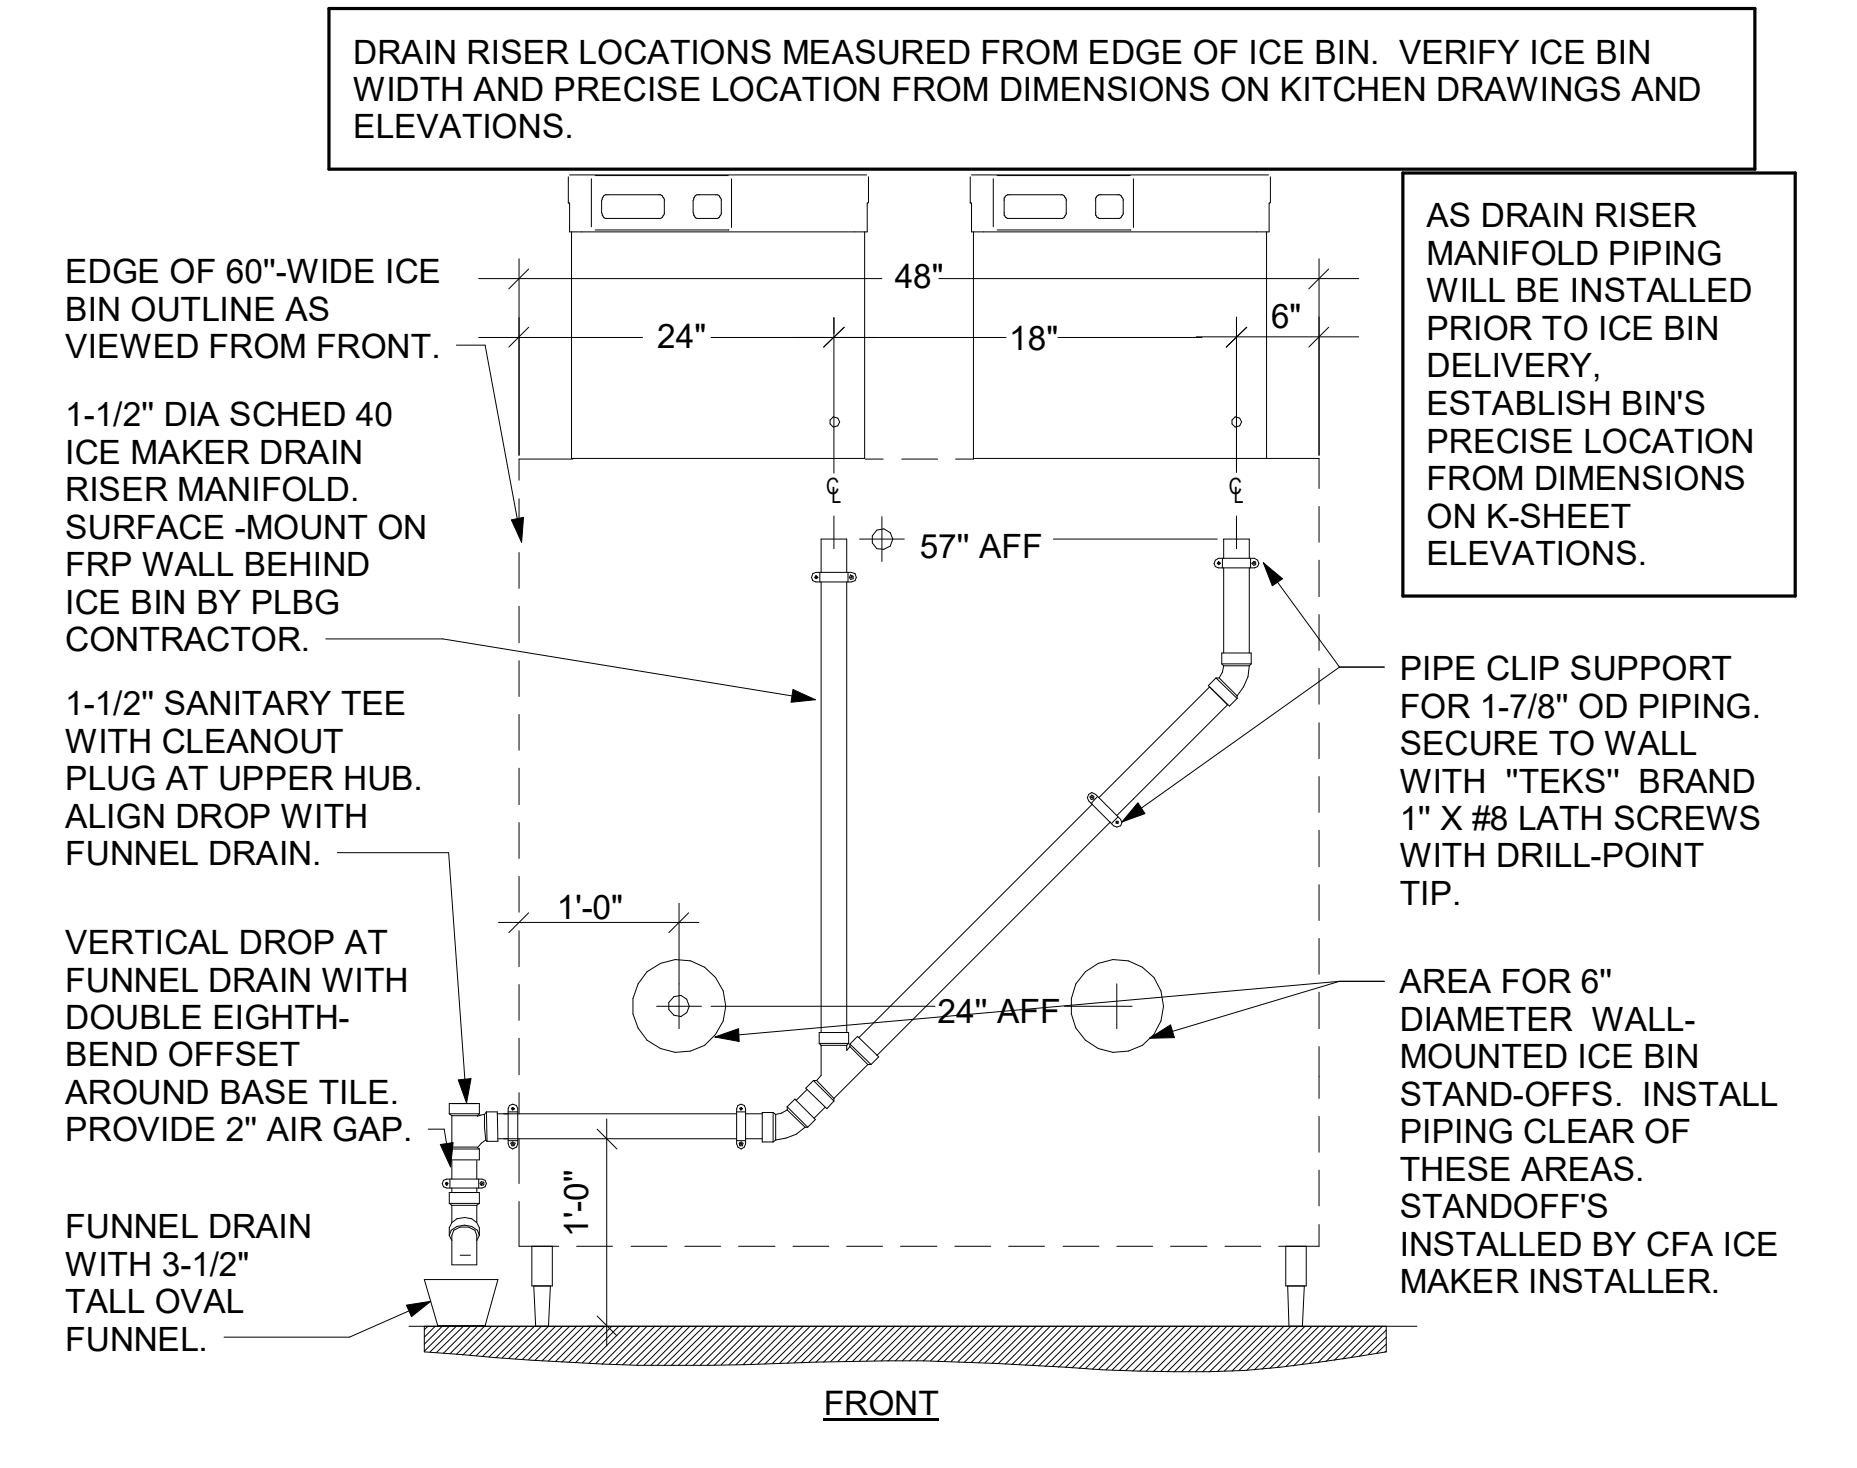 DRAIN RISER LOCATIONS MEASURED FROM EDGE OF ICE BIN.  VERIFY ICE BIN
WIDTH AND PRECISE LOCATION FROM DIMENSIONS ON KITCHEN DRAWINGS AND
ELEVATIONS.
AS DRAIN RISER
MANIFOLD PIPING
WILL BE INSTALLED
PRIOR TO ICE BIN
DELIVERY,
ESTABLISH BIN'S
PRECISE LOCATION
FROM DIMENSIONS
ON K-SHEET
ELEVATIONS.
EDGE OF 60"-WIDE ICE
BIN OUTLINE AS
VIEWED FROM FRONT.
48"
24"
18"
6"
1-1/2" DIA SCHED 40
ICE MAKER DRAIN
RISER MANIFOLD.
SURFACE -MOUNT ON
FRP WALL BEHIND
ICE BIN BY PLBG
CONTRACTOR.
CL
CL
57" AFF
1-1/2" SANITARY TEE
WITH CLEANOUT
PLUG AT UPPER HUB.
ALIGN DROP WITH
FUNNEL DRAIN.
PIPE CLIP SUPPORT
FOR 1-7/8" OD PIPING.
SECURE TO WALL
WITH  "TEKS"  BRAND
1" X #8 LATH SCREWS
WITH DRILL-POINT
TIP.
1'-0"
VERTICAL DROP AT
FUNNEL DRAIN WITH
DOUBLE EIGHTH-
BEND OFFSET
AROUND BASE TILE.
PROVIDE 2" AIR GAP.
24" AFF
AREA FOR 6"
DIAMETER  WALL-
MOUNTED ICE BIN
STAND-OFFS.  INSTALL
PIPING CLEAR OF
THESE AREAS.
STANDOFF'S
INSTALLED BY CFA ICE
MAKER INSTALLER.
1'-0"
FUNNEL DRAIN
WITH 3-1/2"
TALL OVAL
FUNNEL.
FRONT